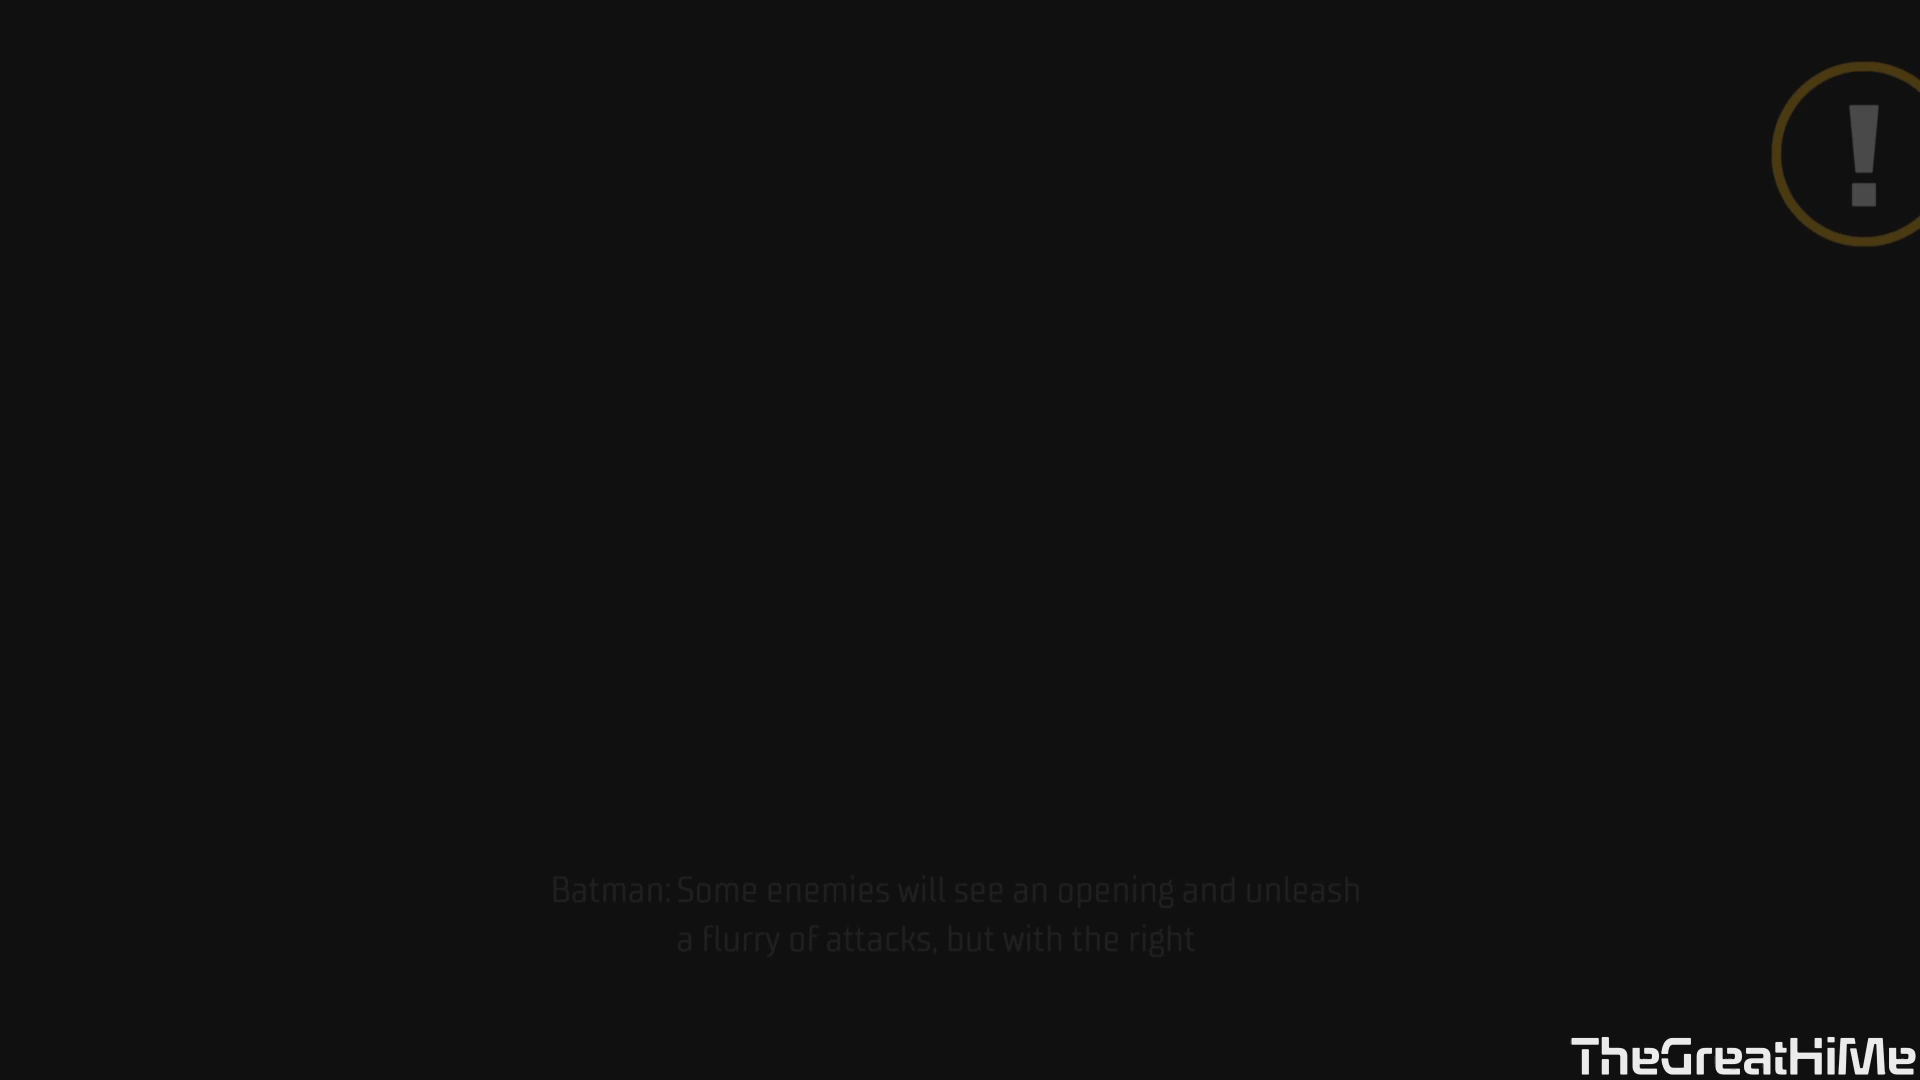 !
Batman: Some enemies will see an opening and unleash
a flurry of attacks, but with the right
TheGreatHiMe